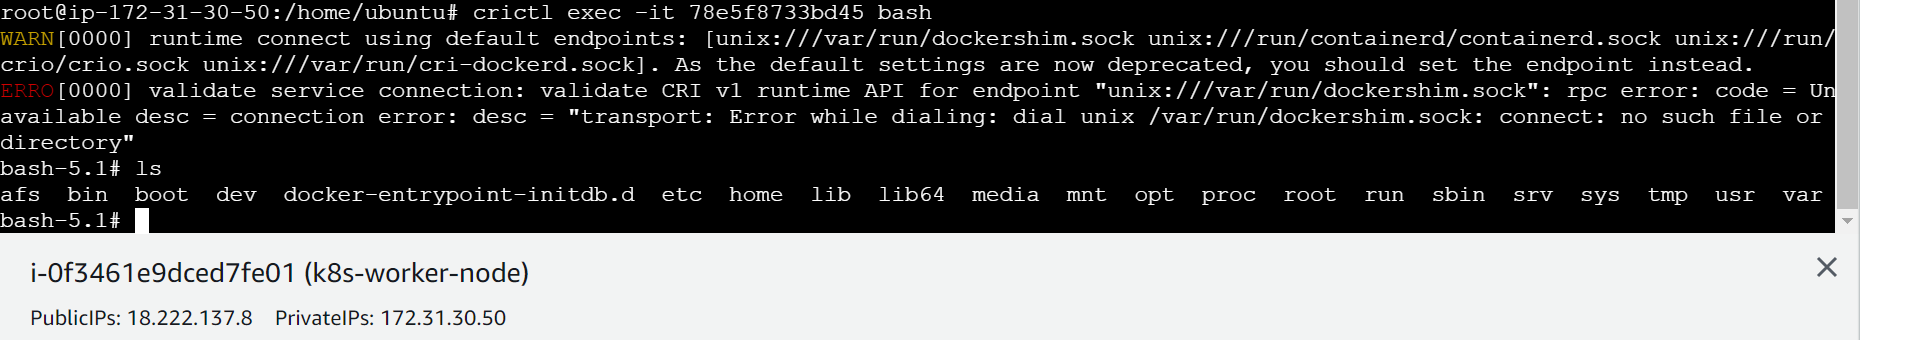 root@ip-172-31-30-50:/home/ubuntu# crictl exec -it 78e5f8733bd45 bash
WARN[0000] runtime connect using default endpoints: [unix:///var/run/dockershim.sock unix:///run/containerd/containerd.sock unix:///run/
crio/crio.sock unix:///var/run/cri-dockerd.sock]. As the default settings are now deprecated, you should set the endpoint instead.
ERRO[0000] validate service connection: validate CRI v1 runtime API for endpoint "unix:///var/run/dockershim.sock": rpc error: code = Un
available desc = connection error: desc = "transport: Error while dialing: dial unix /var/run/dockershim.sock: connect: no such file or
directory"
bash-5.1# ls
afs  bin  boot  dev  docker-entrypoint-initdb.d  etc  home  lib  lib64  media  mnt  opt  proc  root  run  sbin  srv  sys  tmp  usr  var
bash-5.1#
i-0f3461e9dced7fe01 (k8s-worker-node)
PublicIPs: 18.222.137.8 PrivateIPs: 172.31.30.50